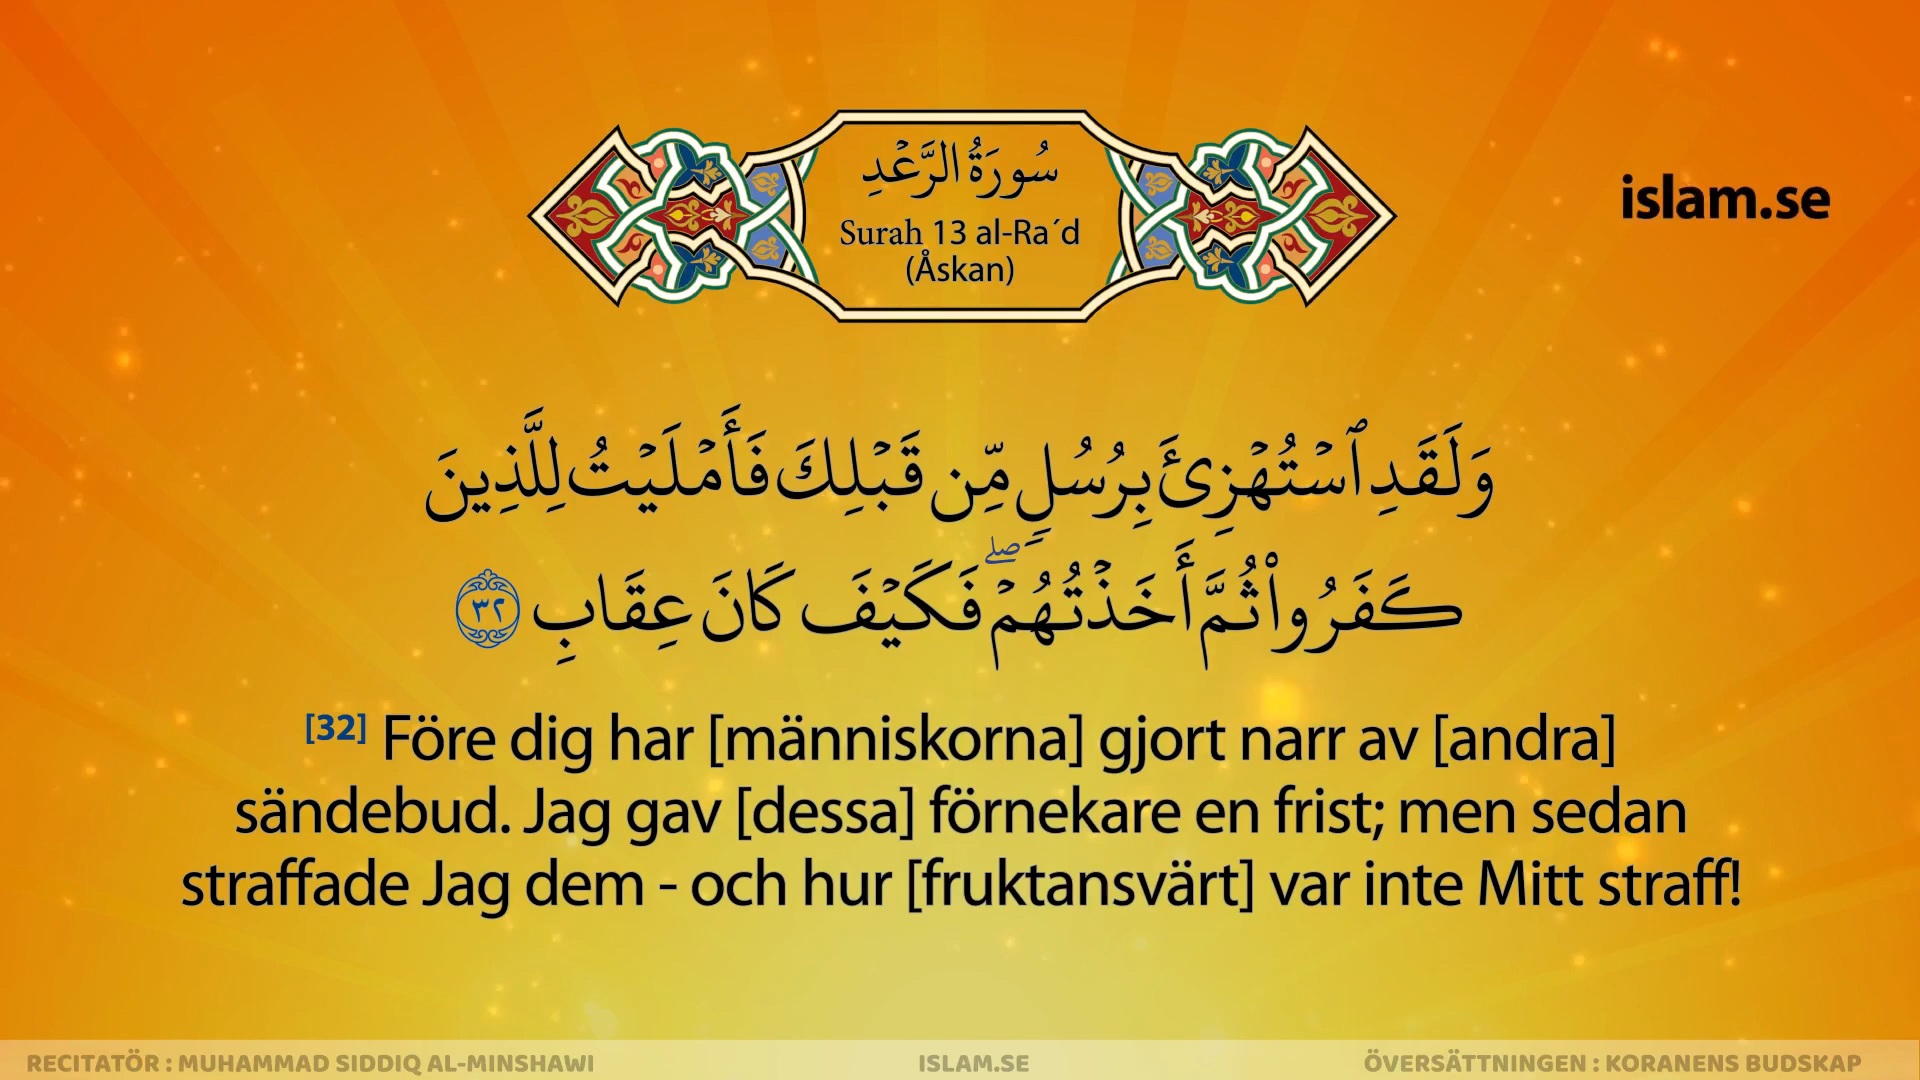 سُورَةُ الرَّعۡدِ
Surah 13 al-Ra´d
(Åskan)
islam.se
وَلَقَدِ ٱسۡتُهۡزِئَ بِرُسُلٖ مِّن قَبۡلِكَ فَأَمۡلَيۡتُ لِلَّذِينَ
كَفَرُواْ ثُمَّ أَخَذۡتُهُمۡۖ فَكَيۡفَ كَانَ عِقَابِ ٣٢
[32] Före dig har [människorna] gjort narr av [andra]
sändebud. Jag gav [dessa] förnekare en frist; men sedan
straffade Jag dem - och hur [fruktansvärt] var inte Mitt straff!
RECITATÖR : MUHAMMAD SIDDIQ AL-MINSHAWI
ISLAM.SE
ÖVERSÄTTNINGEN : KORANENS BUDSKAP